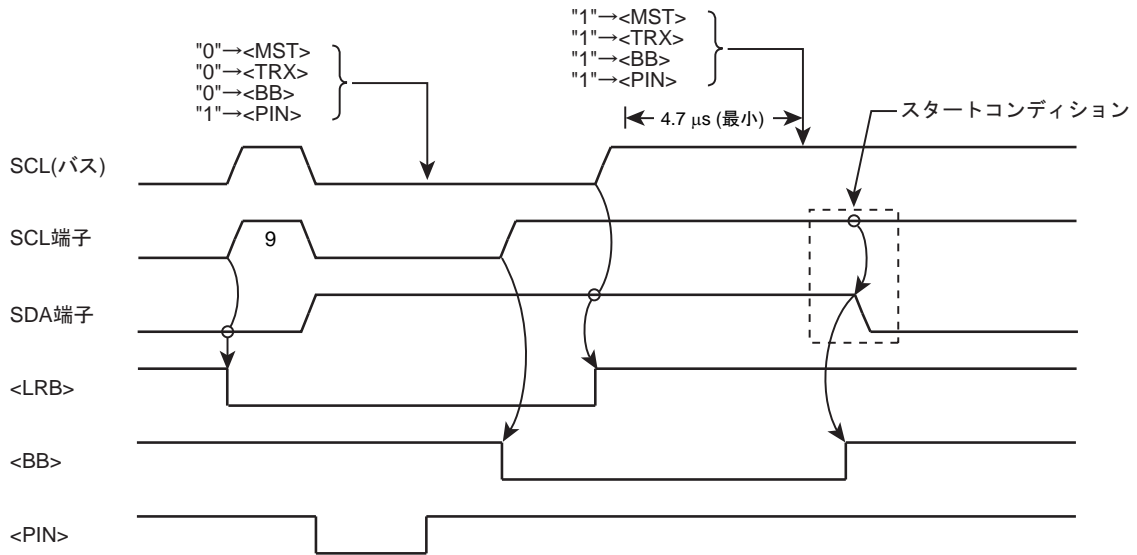 "0"→<MST>
"0"→<TRX>
"0"→<BB>
"1"→<PIN>
"1"→<MST>
"1"→<TRX>
"1"→<BB>
"1"→<PIN>
4.7 μs (最小)
スタートコンディション
SCL(バス)
SCL端子
9
SDA端子
<LRB>
<BB>
<PIN>